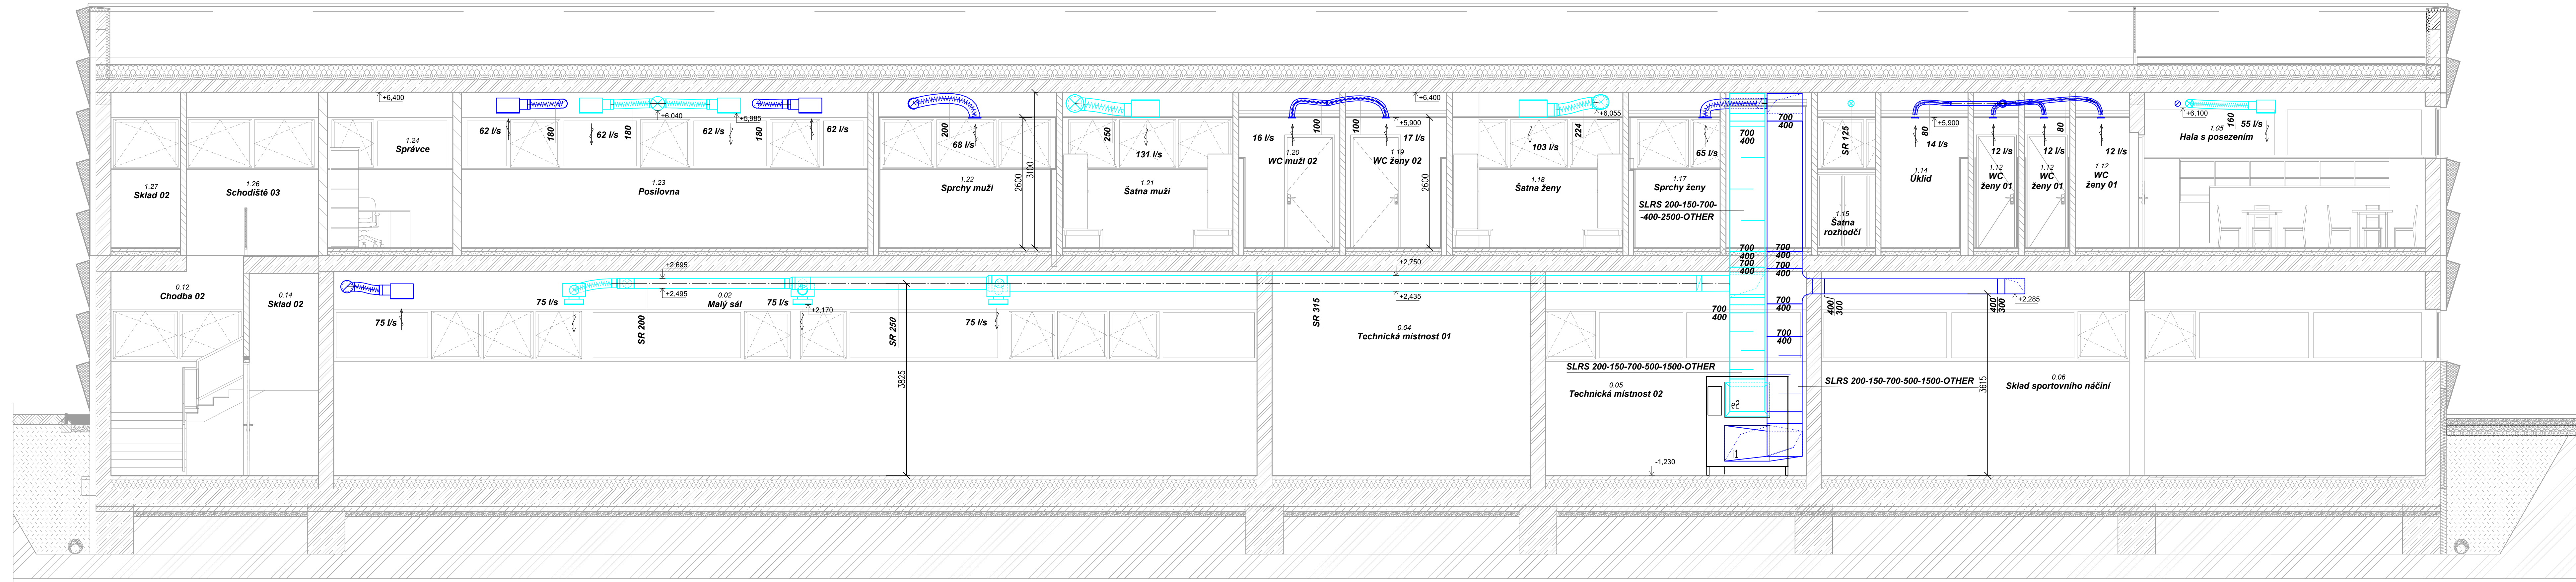 +6,400
62 l/s
180
62 l/s
180
+6,040
62 l/s
+5,985
180
62 l/s
200
68 l/s
250
131 l/s
16 l/s
100
100
+6,400
+5,900
17 l/s
103 l/s
224
+6,055
65 l/s
700
400
700
400
SR 125
80
14 l/s
+5,900
12 l/s
80
12 l/s
12 l/s
+6,100
160
55 l/s
1.27
Sklad 02
1.26
Schodiště 03
1.24
Správce
1.23
Posilovna
1.22
Sprchy muži
2600
3100
1.21
Šatna muži
1.20
WC muži 02
1.19
WC ženy 02
2600
1.18
Šatna ženy
1.17
Sprchy ženy
SLRS 200-150-700-
-400-2500-OTHER
1.15
Šatna
rozhodčí
1.14
Úklid
1.12
WC
ženy 01
1.12
WC
ženy 01
1.12
WC
ženy 01
1.05
Hala s posezením
700
400
700
400
700
400
700
400
0.12
Chodba 02
0.14
Sklad 02
75 l/s
75 l/s
+2,695
+2,495
SR 200
0.02
Malý sál
75 l/s
+2,170
SR 250
3825
75 l/s
SR 315
+2,750
+2,435
0.04
Technická místnost 01
700
400
700
400
700
400
400
300
400
300
+2,285
SLRS 200-150-700-500-1500-OTHER
0.05
Technická místnost 02
SLRS 200-150-700-500-1500-OTHER
3615
0.06
Sklad sportovního náčiní
e2
i1
-1,230